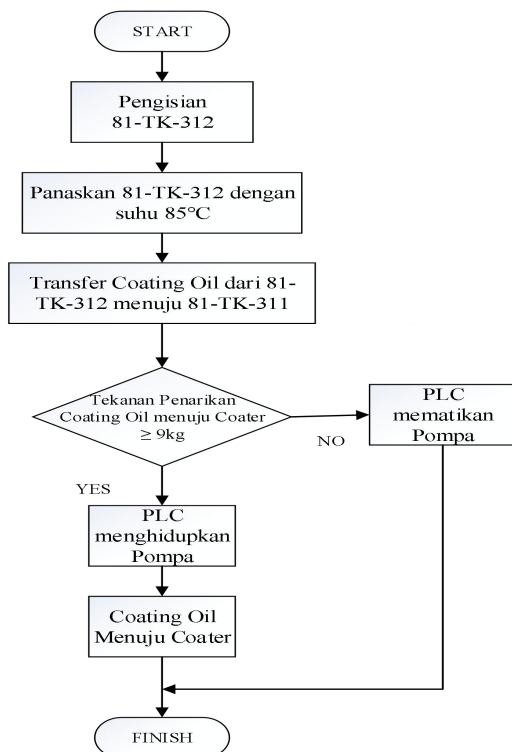 START
Pengisian
81-TK-312
Panaskan 81-TK-312 dengan
suhu 85°C
Transfer Coating Oil dari 81-
TK-312 menuju 81-TK-311
Tekanan Penarikan
Coating Oil menuju Coater
≥ 9kg
NO
PLC
mematikan
Pompa
YES
PLC
menghidupkan
Pompa
Coating Oil
Menuju Coater
FINISH